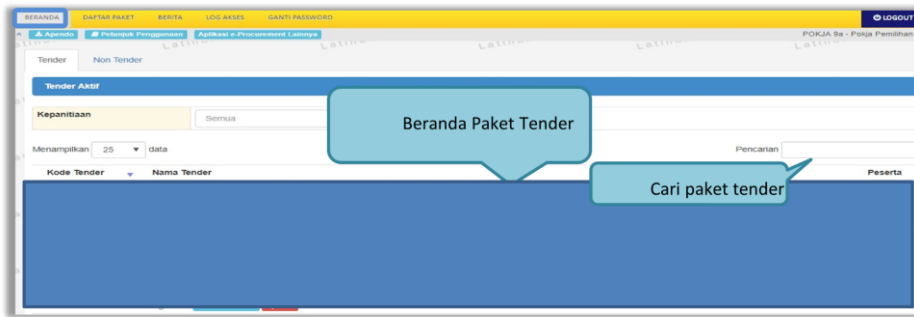 BERANDA DAFTAR PAKET BERITA LOG AKSES GANTI PASSWORD LOGOUT
Apendo Petunjuk Penggunaan Aplikasi e-Procurement Lainnya POKJA 9a - Pokja Pemilihan
Tender Non Tender
Tender Aktif
Kepanitiaan Semua
Beranda Paket Tender
Menampilkan 25 data Pencarian
Kode Tender Nama Tender Peserta
Cari paket tender